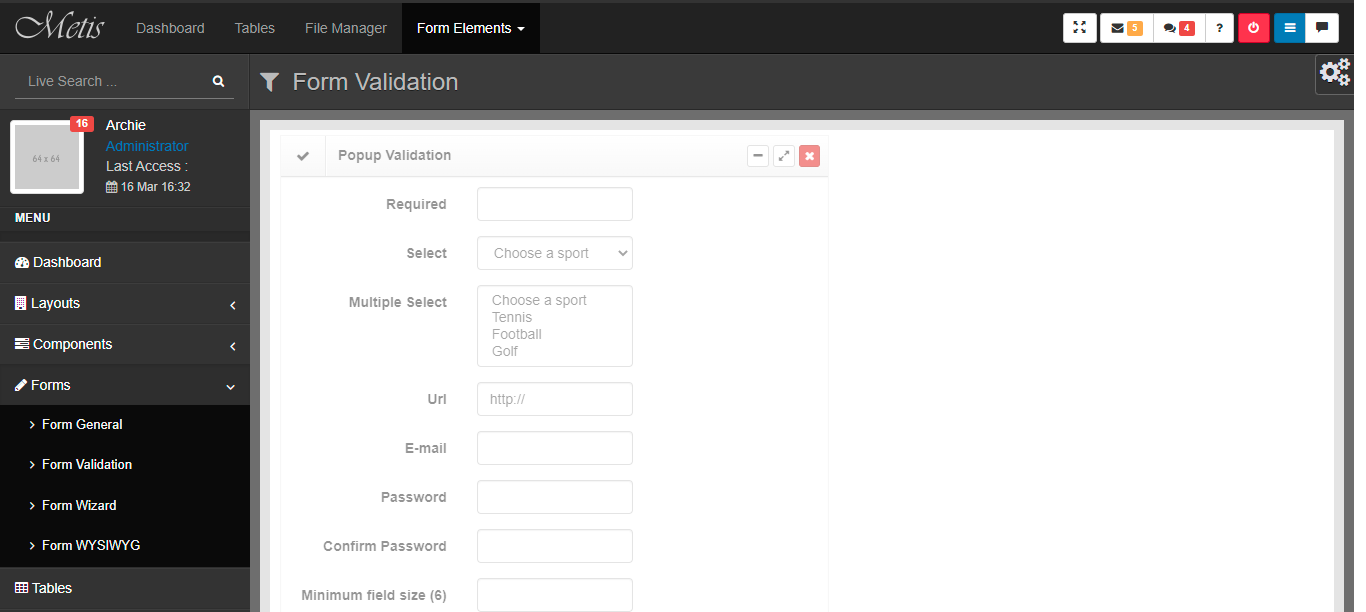 Metis
Dashboard
Tables
File Manager
Form Elements
5
4
?
Live Search ...
Form Validation
64 x 64
16
Archie
Administrator
Last Access :
16 Mar 16:32
MENU
Dashboard
Layouts
Components
Forms
Form General
Form Validation
Form Wizard
Form WYSIWYG
Tables
Popup Validation
Required
Select
Choose a sport
Multiple Select
Choose a sport
Tennis
Football
Golf
Url
http://
E-mail
Password
Confirm Password
Minimum field size (6)